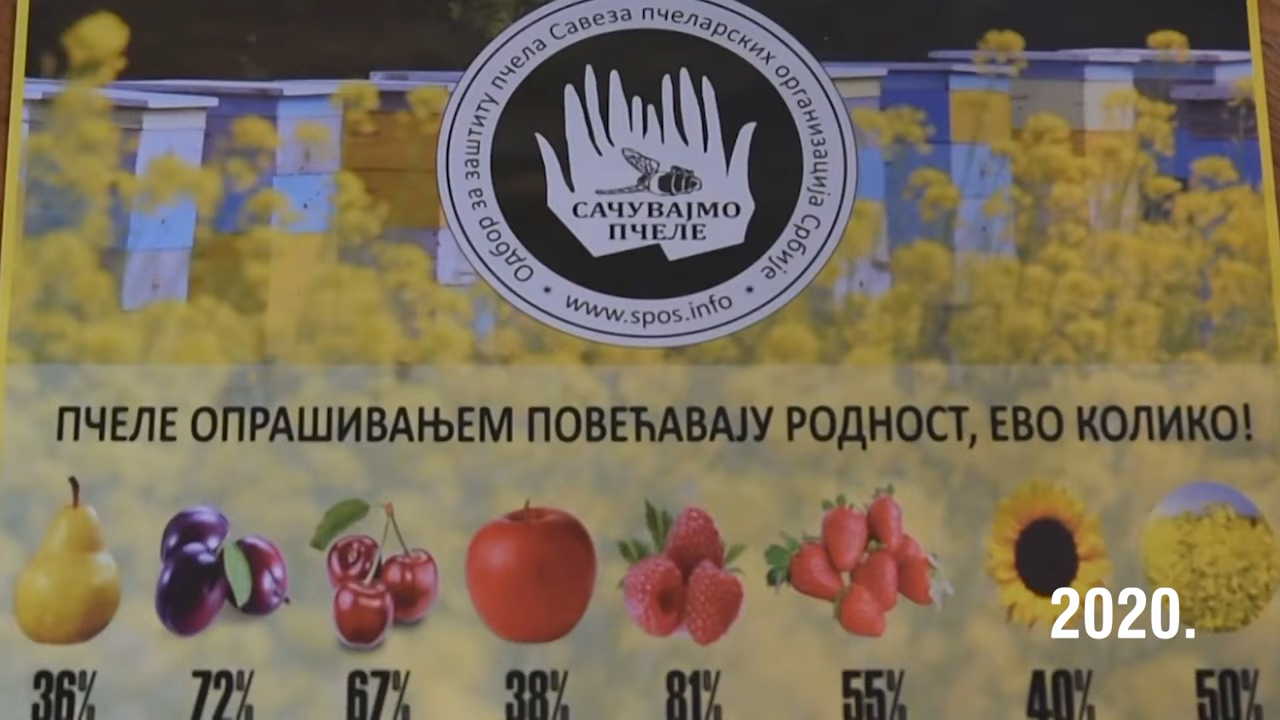 Одбор за заштиту пчела Савеза пчеларских организација Србије
САЧУВАЈМО
ПЧЕЛЕ
• www.spos.info •
ПЧЕЛЕ ОПРАШИВАЊЕМ ПОВЕЋАВАЈУ РОДНОСТ, ЕВО КОЛИКО!
2020.
36% 72% 67% 38% 81% 55% 40% 50%